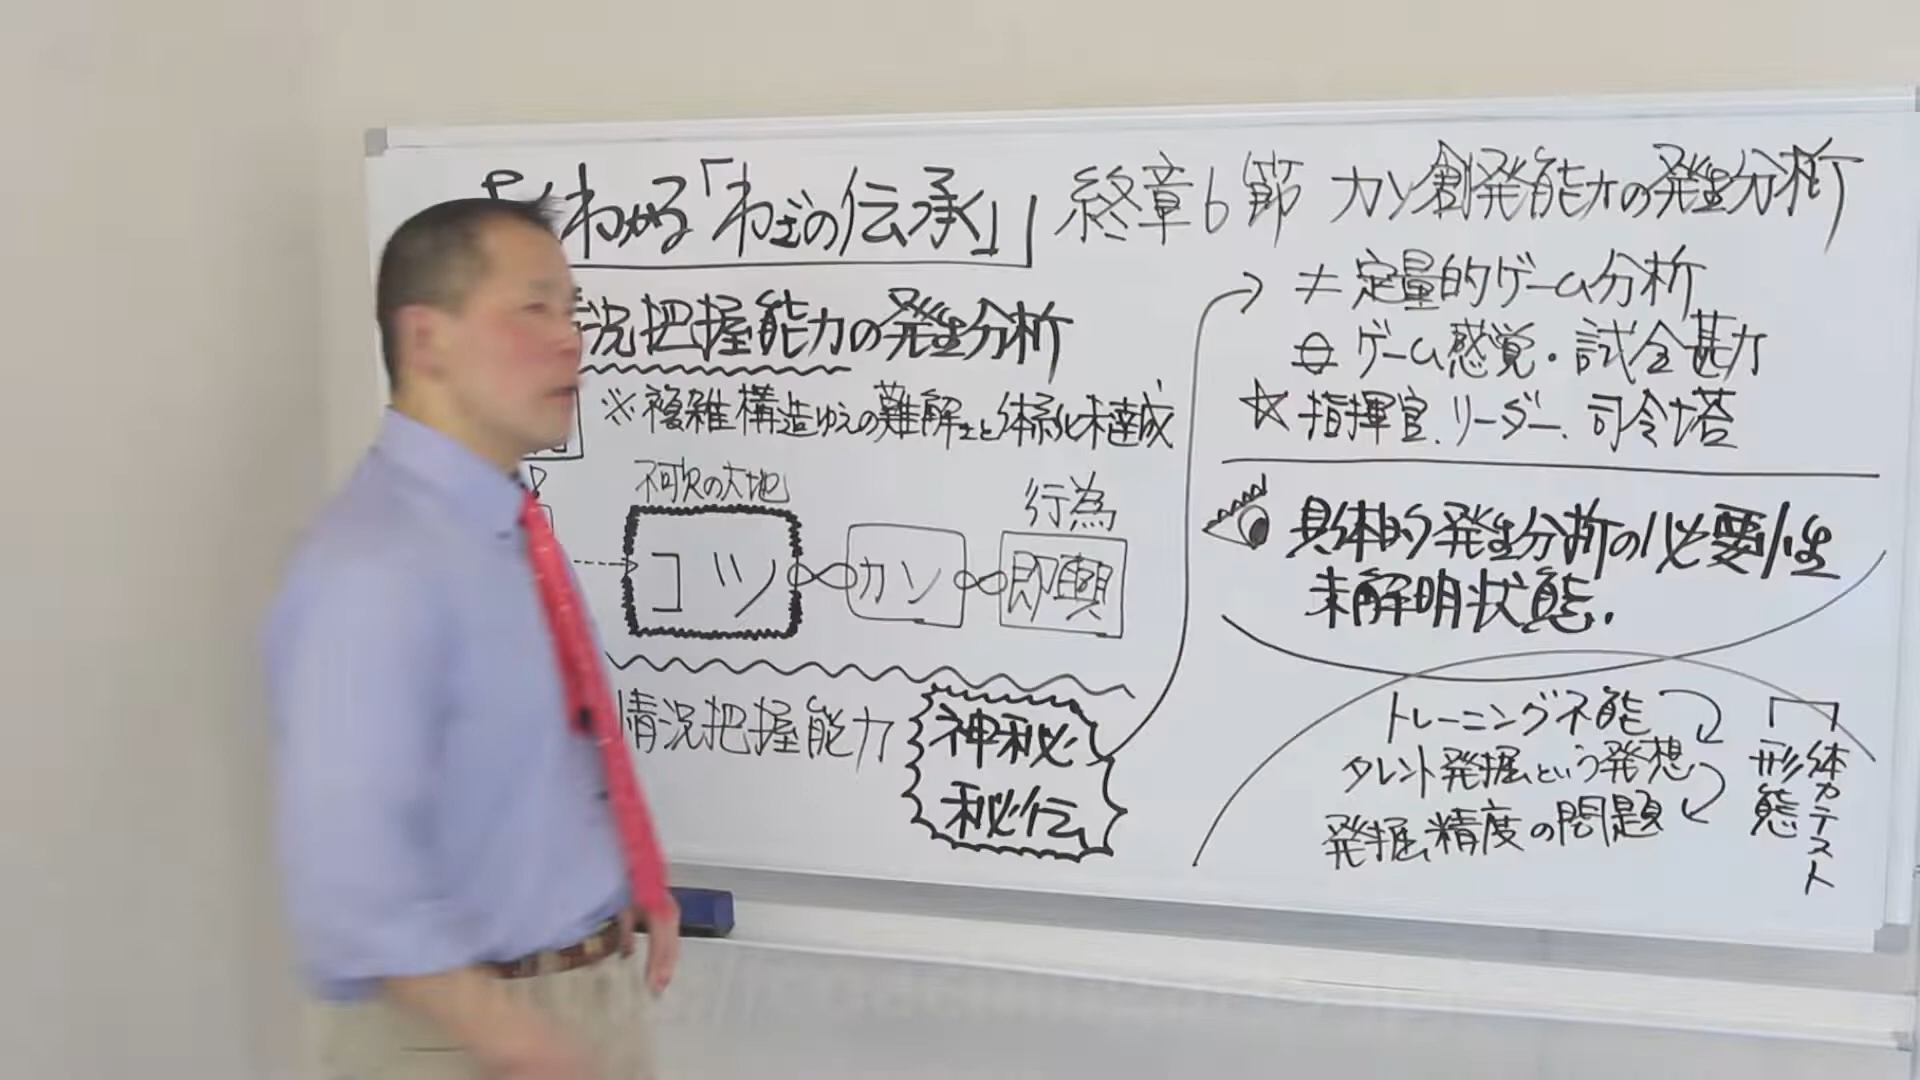 わかる「わざの伝承」 終章6節 カン創発能力の発生分析
況把握能力の発生分析
※複雑構造ゆえの難解さと体系化未達成
不可欠の大地
コツ
カン
行為
即興
情況把握能力
神秘
秘伝
≠定量的ゲーム分析
ゲーム感覚・試合甚力
☆指揮官、リーダー、司令塔
具体的発生分析の必要性
未解明状態.
トレーニング不能
タレント発掘という発想
発掘精度の問題
体力テスト
形態